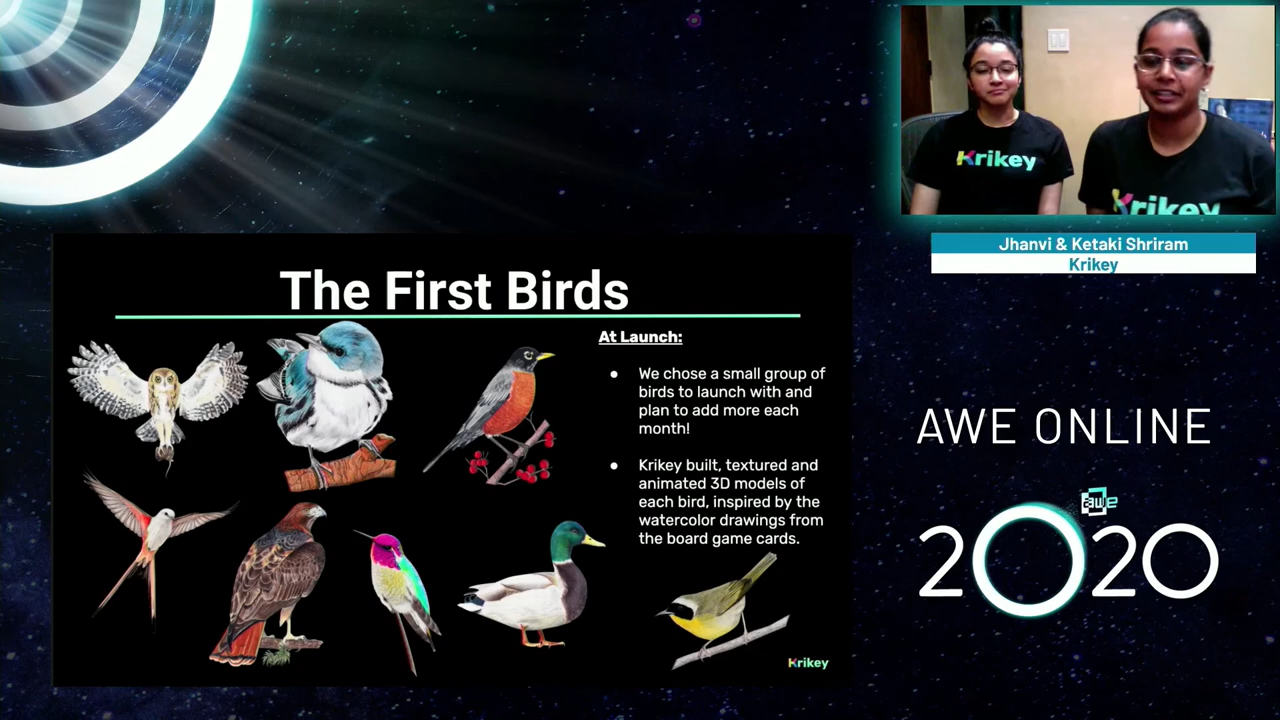 Krikey
Krikey
Jhanvi & Ketaki Shriram
Krikey
The First Birds
At Launch:
● We chose a small group of
birds to launch with and
plan to add more each
month!
● Krikey built, textured and
animated 3D models of
each bird, inspired by the
watercolor drawings from
the board game cards.
Krikey
AWE ONLINE
awe
2020